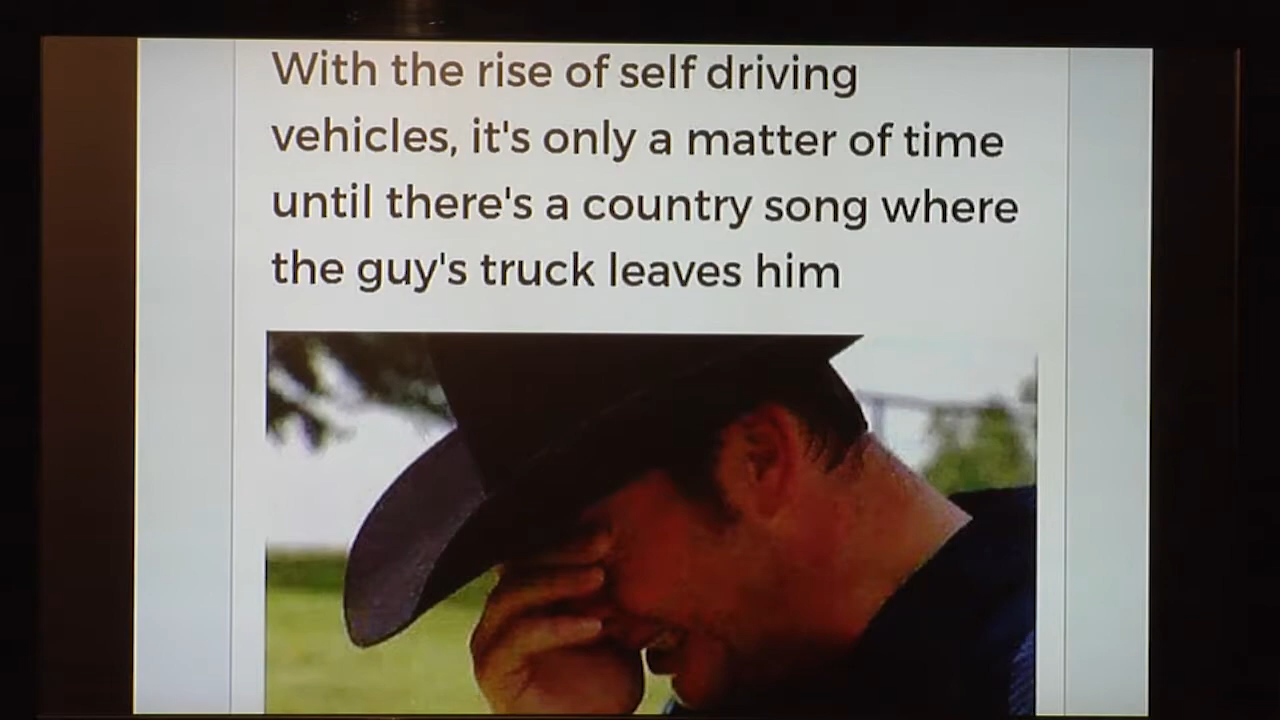 With the rise of self driving
vehicles, it's only a matter of time
until there's a country song where
the guy's truck leaves him